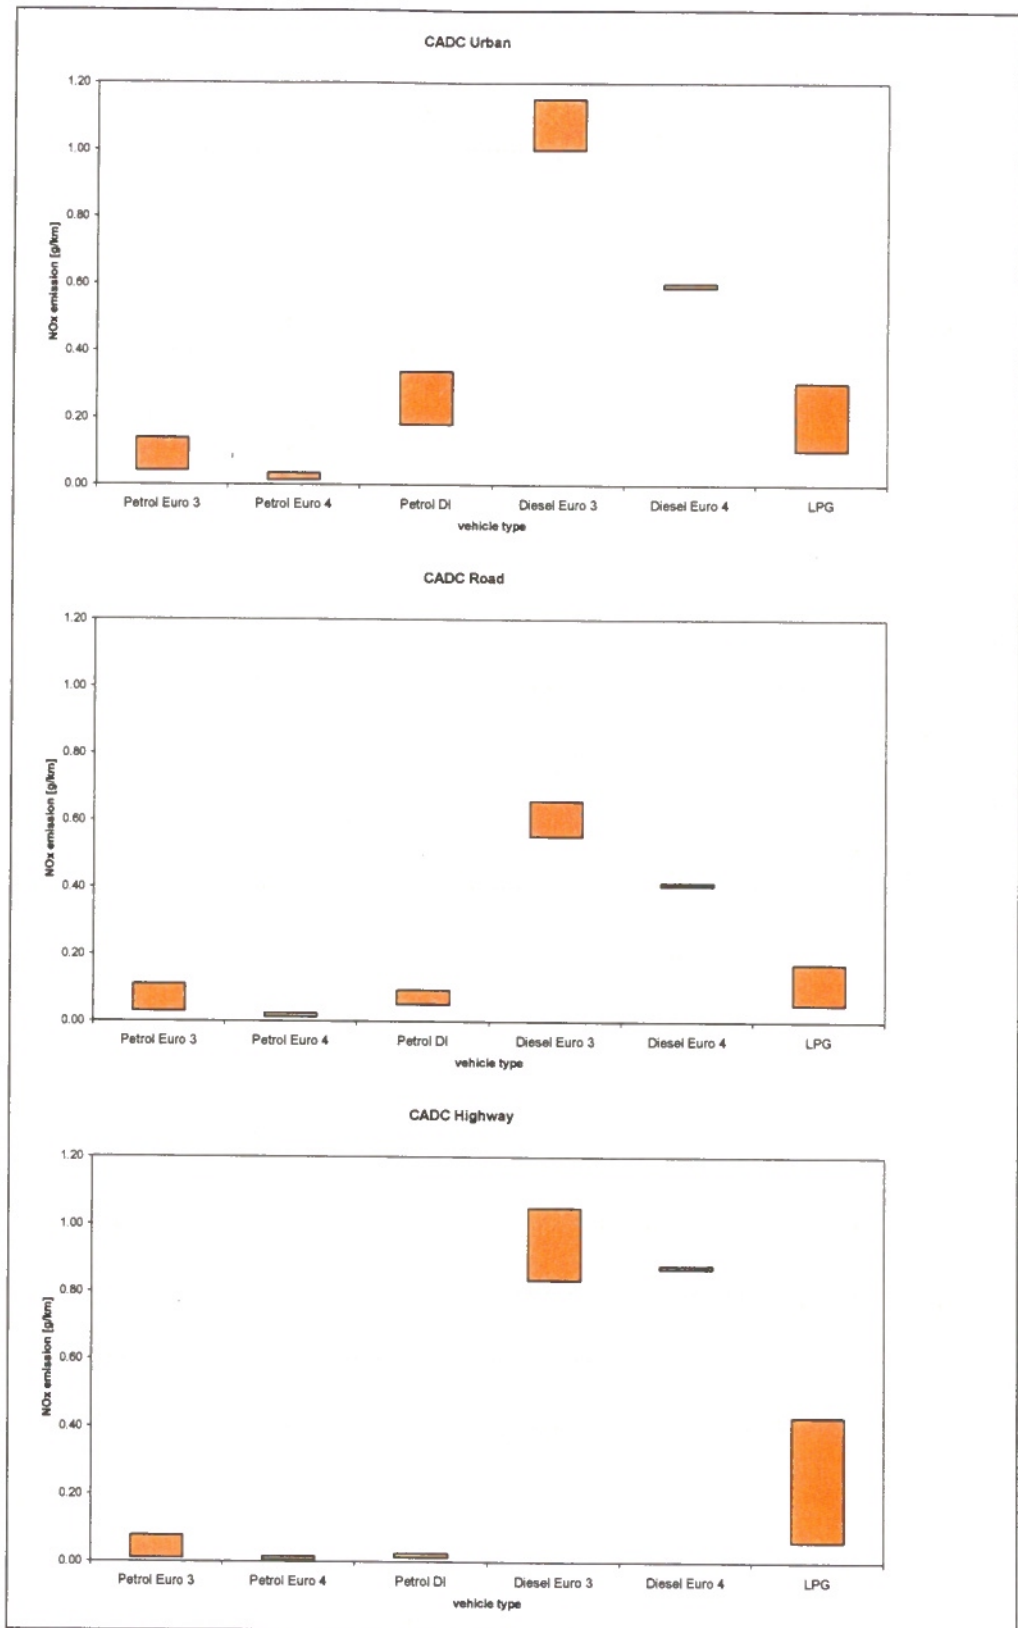 CADC Urban
1.20
1.00
0.80
0.60
0.40
0.20
0.00
NOx emission [g/km]
Petrol Euro 3 Petrol Euro 4 Petrol DI Diesel Euro 3 Diesel Euro 4 LPG
vehicle type
CADC Road
1.20
1.00
0.80
0.60
0.40
0.20
0.00
NOx emission [g/km]
Petrol Euro 3 Petrol Euro 4 Petrol DI Diesel Euro 3 Diesel Euro 4 LPG
vehicle type
CADC Highway
1.20
1.00
0.80
0.60
0.40
0.20
0.00
NOx emission [g/km]
Petrol Euro 3 Petrol Euro 4 Petrol DI Diesel Euro 3 Diesel Euro 4 LPG
vehicle type